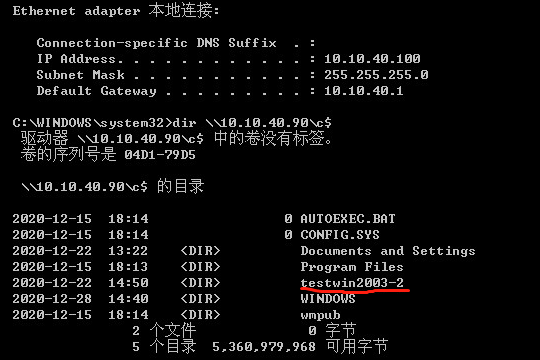 Ethernet adapter 本地连接:
Connection-specific DNS Suffix  . :
IP Address. . . . . . . . . . . . : 10.10.40.100
Subnet Mask . . . . . . . . . . . : 255.255.255.0
Default Gateway . . . . . . . . . : 10.10.40.1
C:\WINDOWS\system32>dir \\10.10.40.90\c$
驱动器 \\10.10.40.90\c$ 中的卷没有标签。
卷的序列号是 04D1-79D5
\\10.10.40.90\c$ 的目录
2020-12-15  18:14                 0 AUTOEXEC.BAT
2020-12-15  18:14                 0 CONFIG.SYS
2020-12-22  13:22    <DIR>          Documents and Settings
2020-12-15  18:13    <DIR>          Program Files
2020-12-22  14:50    <DIR>          testwin2003-2
2020-12-28  14:40    <DIR>          WINDOWS
2020-12-15  18:14    <DIR>          wmpub
2 个文件              0 字节
5 个目录  5,360,979,968 可用字节